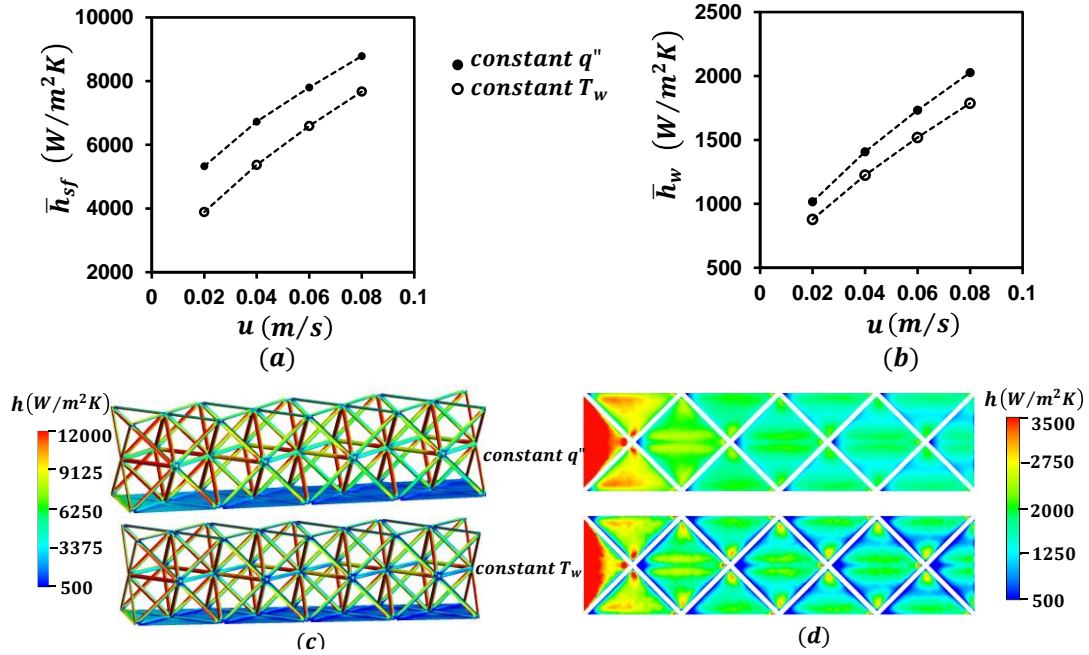 10000
8000
6000
4000
2000
h̄sf (W/m²K)
0 0.02 0.04 0.06 0.08 0.1
u (m/s)
(a)
constant q"
constant Tw
2500
2000
1500
1000
500
h̄w (W/m²K)
0 0.02 0.04 0.06 0.08 0.1
u (m/s)
(b)
h (W/m²K)
12000
9125
6250
3375
500
(c)
constant q"
constant Tw
h (W/m²K)
3500
2750
2000
1250
500
(d)